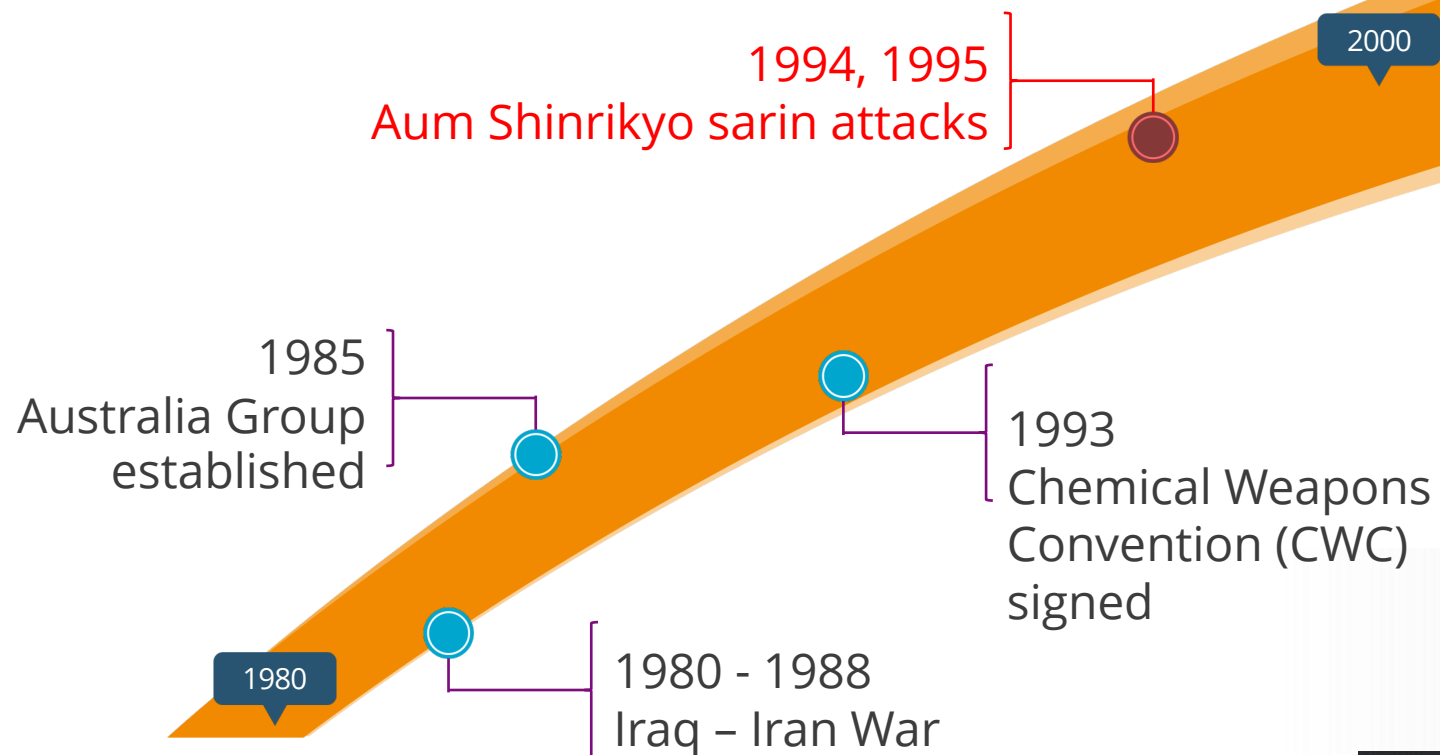 2000
1994, 1995
Aum Shinrikyo sarin attacks
1985
Australia Group
established
1993
Chemical Weapons
Convention (CWC)
signed
1980
1980 - 1988
Iraq – Iran War